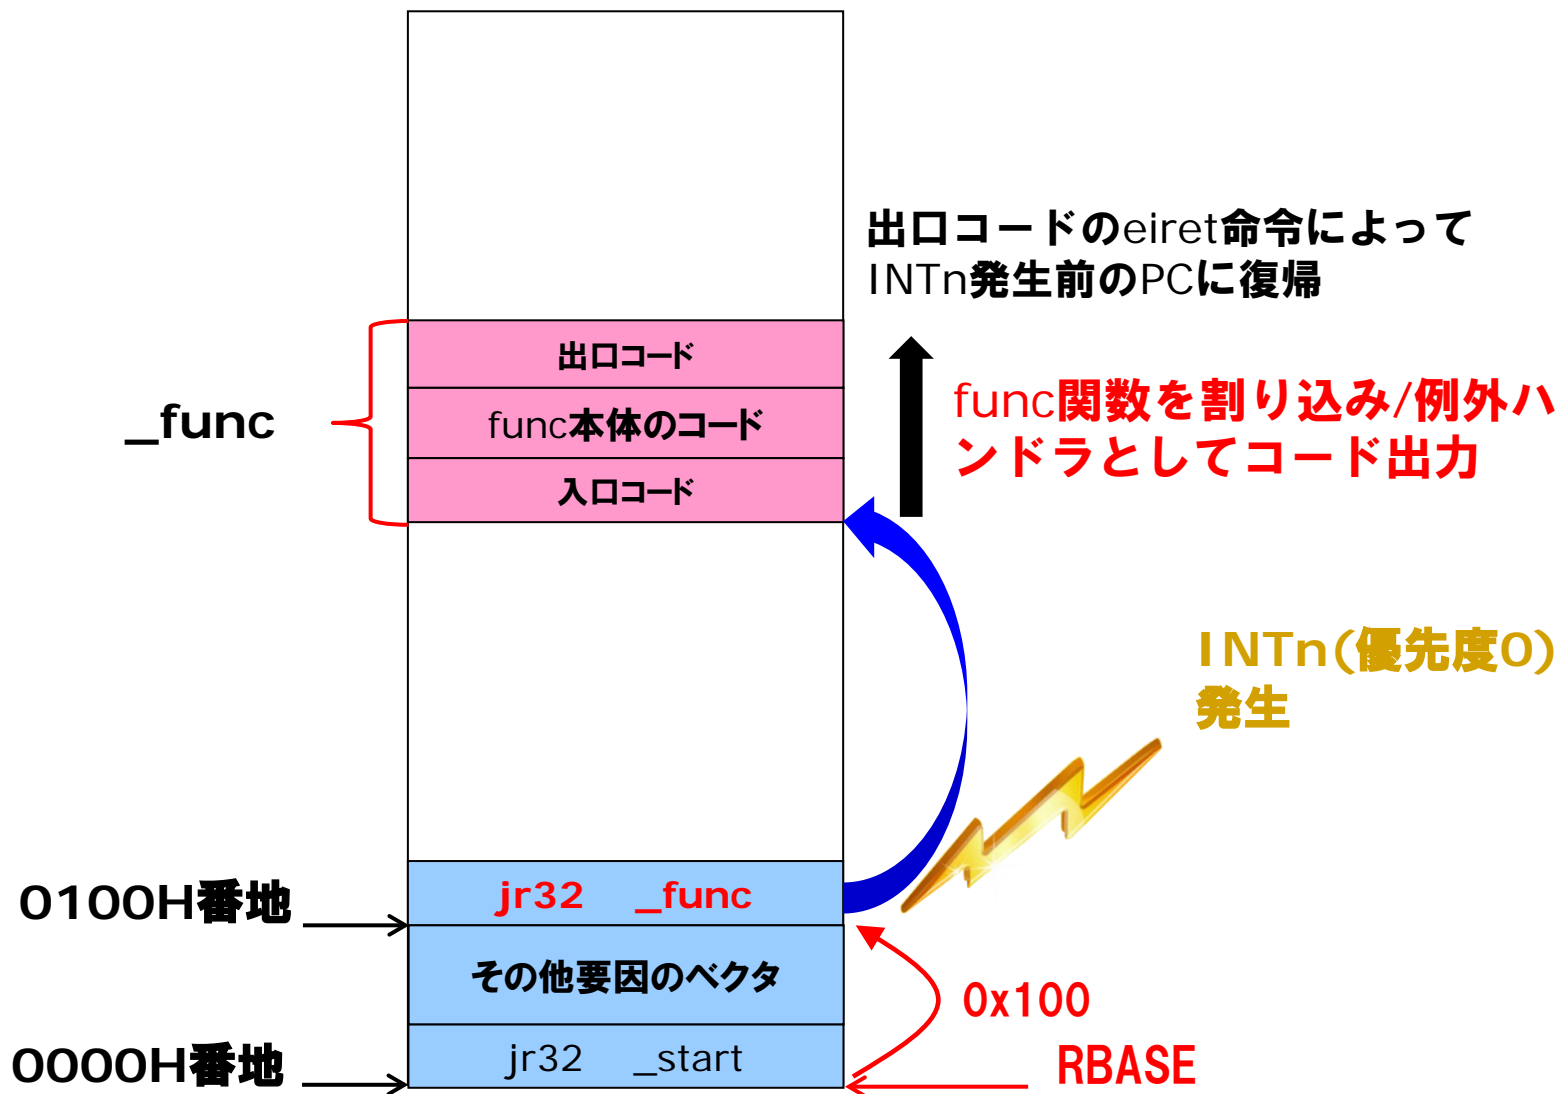 出口コードのeiret命令によって
INTn発生前のPCに復帰
出口コード
func関数を割り込み/例外ハ
ンドラとしてコード出力
_func
func本体のコード
入口コード
INTn(優先度0)
発生
0100H番地
jr32 _func
その他要因のベクタ
0x100
0000H番地
jr32 _start
RBASE